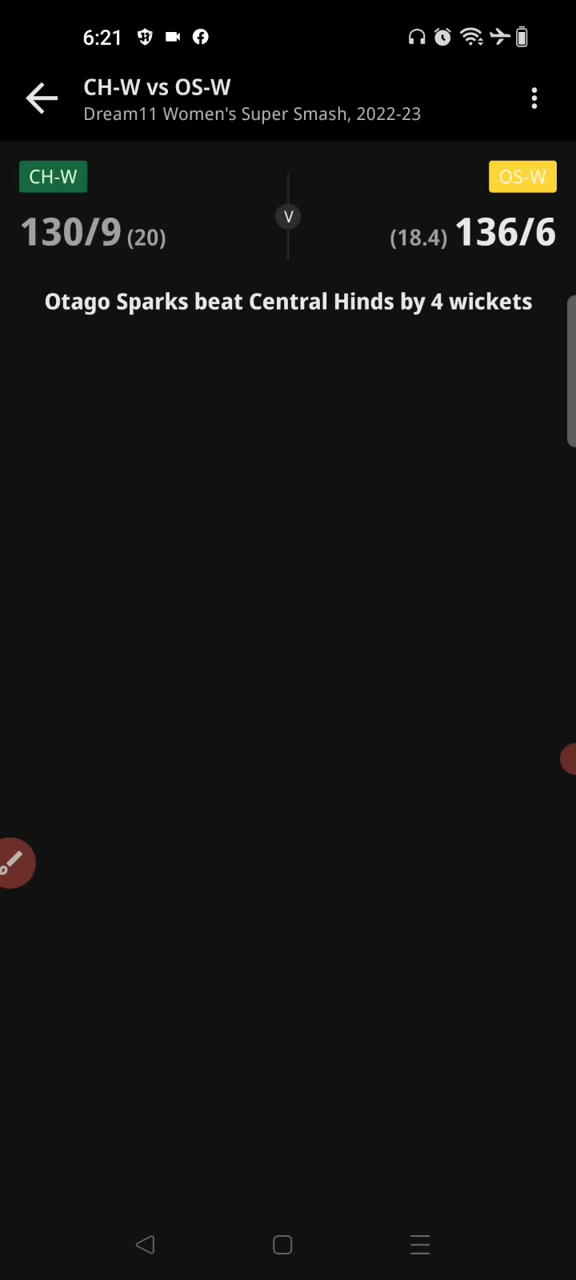 6:21
CH-W vs OS-W
Dream11 Women's Super Smash, 2022-23
CH-W
OS-W
130/9 (20)
V
(18.4) 136/6
Otago Sparks beat Central Hinds by 4 wickets